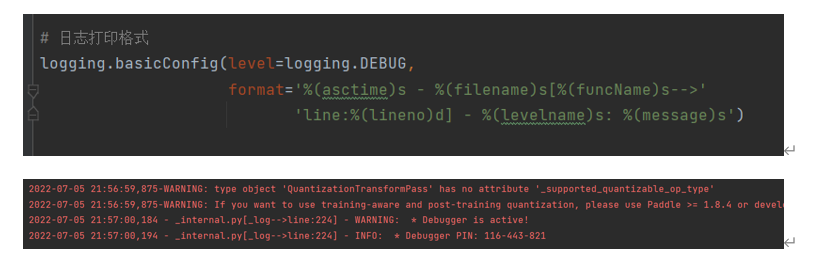 # 日志打印格式
logging.basicConfig(level=logging.DEBUG,
format='%(asctime)s - %(filename)s[%(funcName)s-->'
'line:%(lineno)d] - %(levelname)s: %(message)s')
2022-07-05 21:56:59,875-WARNING: type object 'QuantizationTransformPass' has no attribute '_supported_quantizable_op_type'
2022-07-05 21:56:59,875-WARNING: If you want to use training-aware and post-training quantization, please use Paddle >= 1.8.4 or devel
2022-07-05 21:57:00,184 - _internal.py[_log-->line:224] - WARNING:  * Debugger is active!
2022-07-05 21:57:00,194 - _internal.py[_log-->line:224] - INFO:  * Debugger PIN: 116-443-821